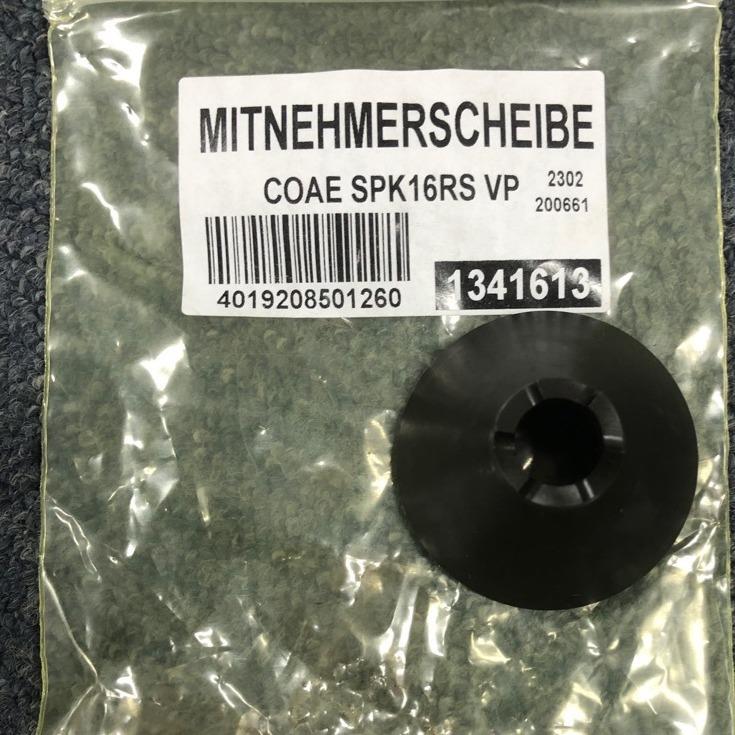 MITNEHMERSCHEIBE
COAE SPK16RS VP 2302
200661
4019208501260
1341613